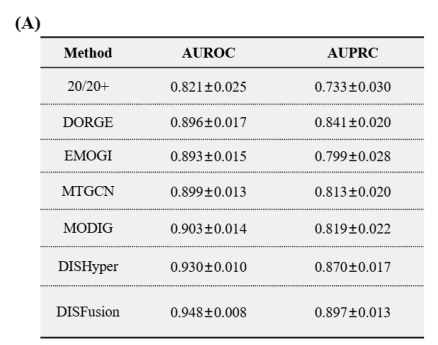 (A)
Method AUROC AUPRC
20/20+ 0.821±0.025 0.733±0.030
DORGE 0.896±0.017 0.841±0.020
EMOGI 0.893±0.015 0.799±0.028
MTGCN 0.899±0.013 0.813±0.020
MODIG 0.903±0.014 0.819±0.022
DISHyper 0.930±0.010 0.870±0.017
DISFusion 0.948±0.008 0.897±0.013